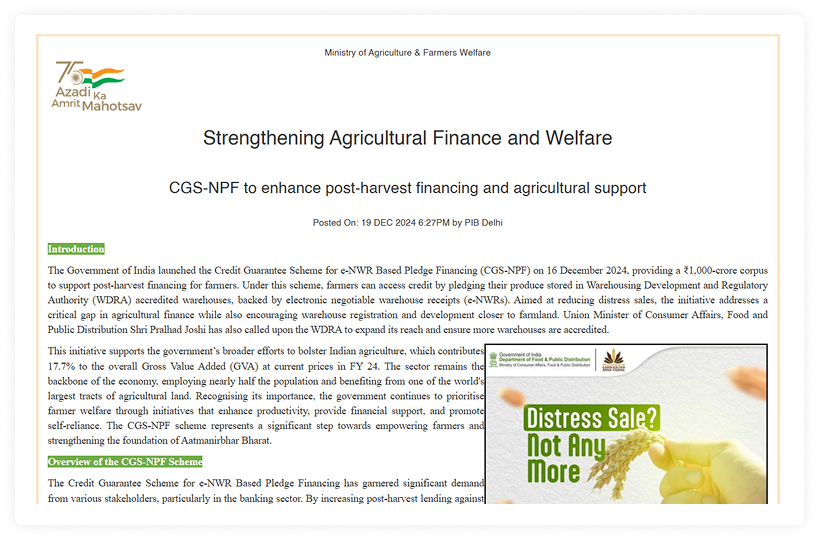 Ministry of Agriculture & Farmers Welfare
75
Azadi Ka
Amrit Mahotsav
Strengthening Agricultural Finance and Welfare
CGS-NPF to enhance post-harvest financing and agricultural support
Posted On: 19 DEC 2024 6:27PM by PIB Delhi
Introduction
The Government of India launched the Credit Guarantee Scheme for e-NWR Based Pledge Financing (CGS-NPF) on 16 December 2024, providing a ₹1,000-crore corpus
to support post-harvest financing for farmers. Under this scheme, farmers can access credit by pledging their produce stored in Warehousing Development and Regulatory
Authority (WDRA) accredited warehouses, backed by electronic negotiable warehouse receipts (e-NWRs). Aimed at reducing distress sales, the initiative addresses a
critical gap in agricultural finance while also encouraging warehouse registration and development closer to farmland. Union Minister of Consumer Affairs, Food and
Public Distribution Shri Pralhad Joshi has also called upon the WDRA to expand its reach and ensure more warehouses are accredited.
This initiative supports the government's broader efforts to bolster Indian agriculture, which contributes
17.7% to the overall Gross Value Added (GVA) at current prices in FY 24. The sector remains the
backbone of the economy, employing nearly half the population and benefiting from one of the world's
largest tracts of agricultural land. Recognising its importance, the government continues to prioritise
farmer welfare through initiatives that enhance productivity, provide financial support, and promote
self-reliance. The CGS-NPF scheme represents a significant step towards empowering farmers and
strengthening the foundation of Aatmanirbhar Bharat.
Overview of the CGS-NPF Scheme
The Credit Guarantee Scheme for e-NWR Based Pledge Financing has garnered significant demand
from various stakeholders, particularly in the banking sector. By increasing post-harvest lending against
Government of India
Department of Food & Public Distribution
Ministry of Consumer Affairs, Food & Public Distribution
Distress Sale?
Not Any
More